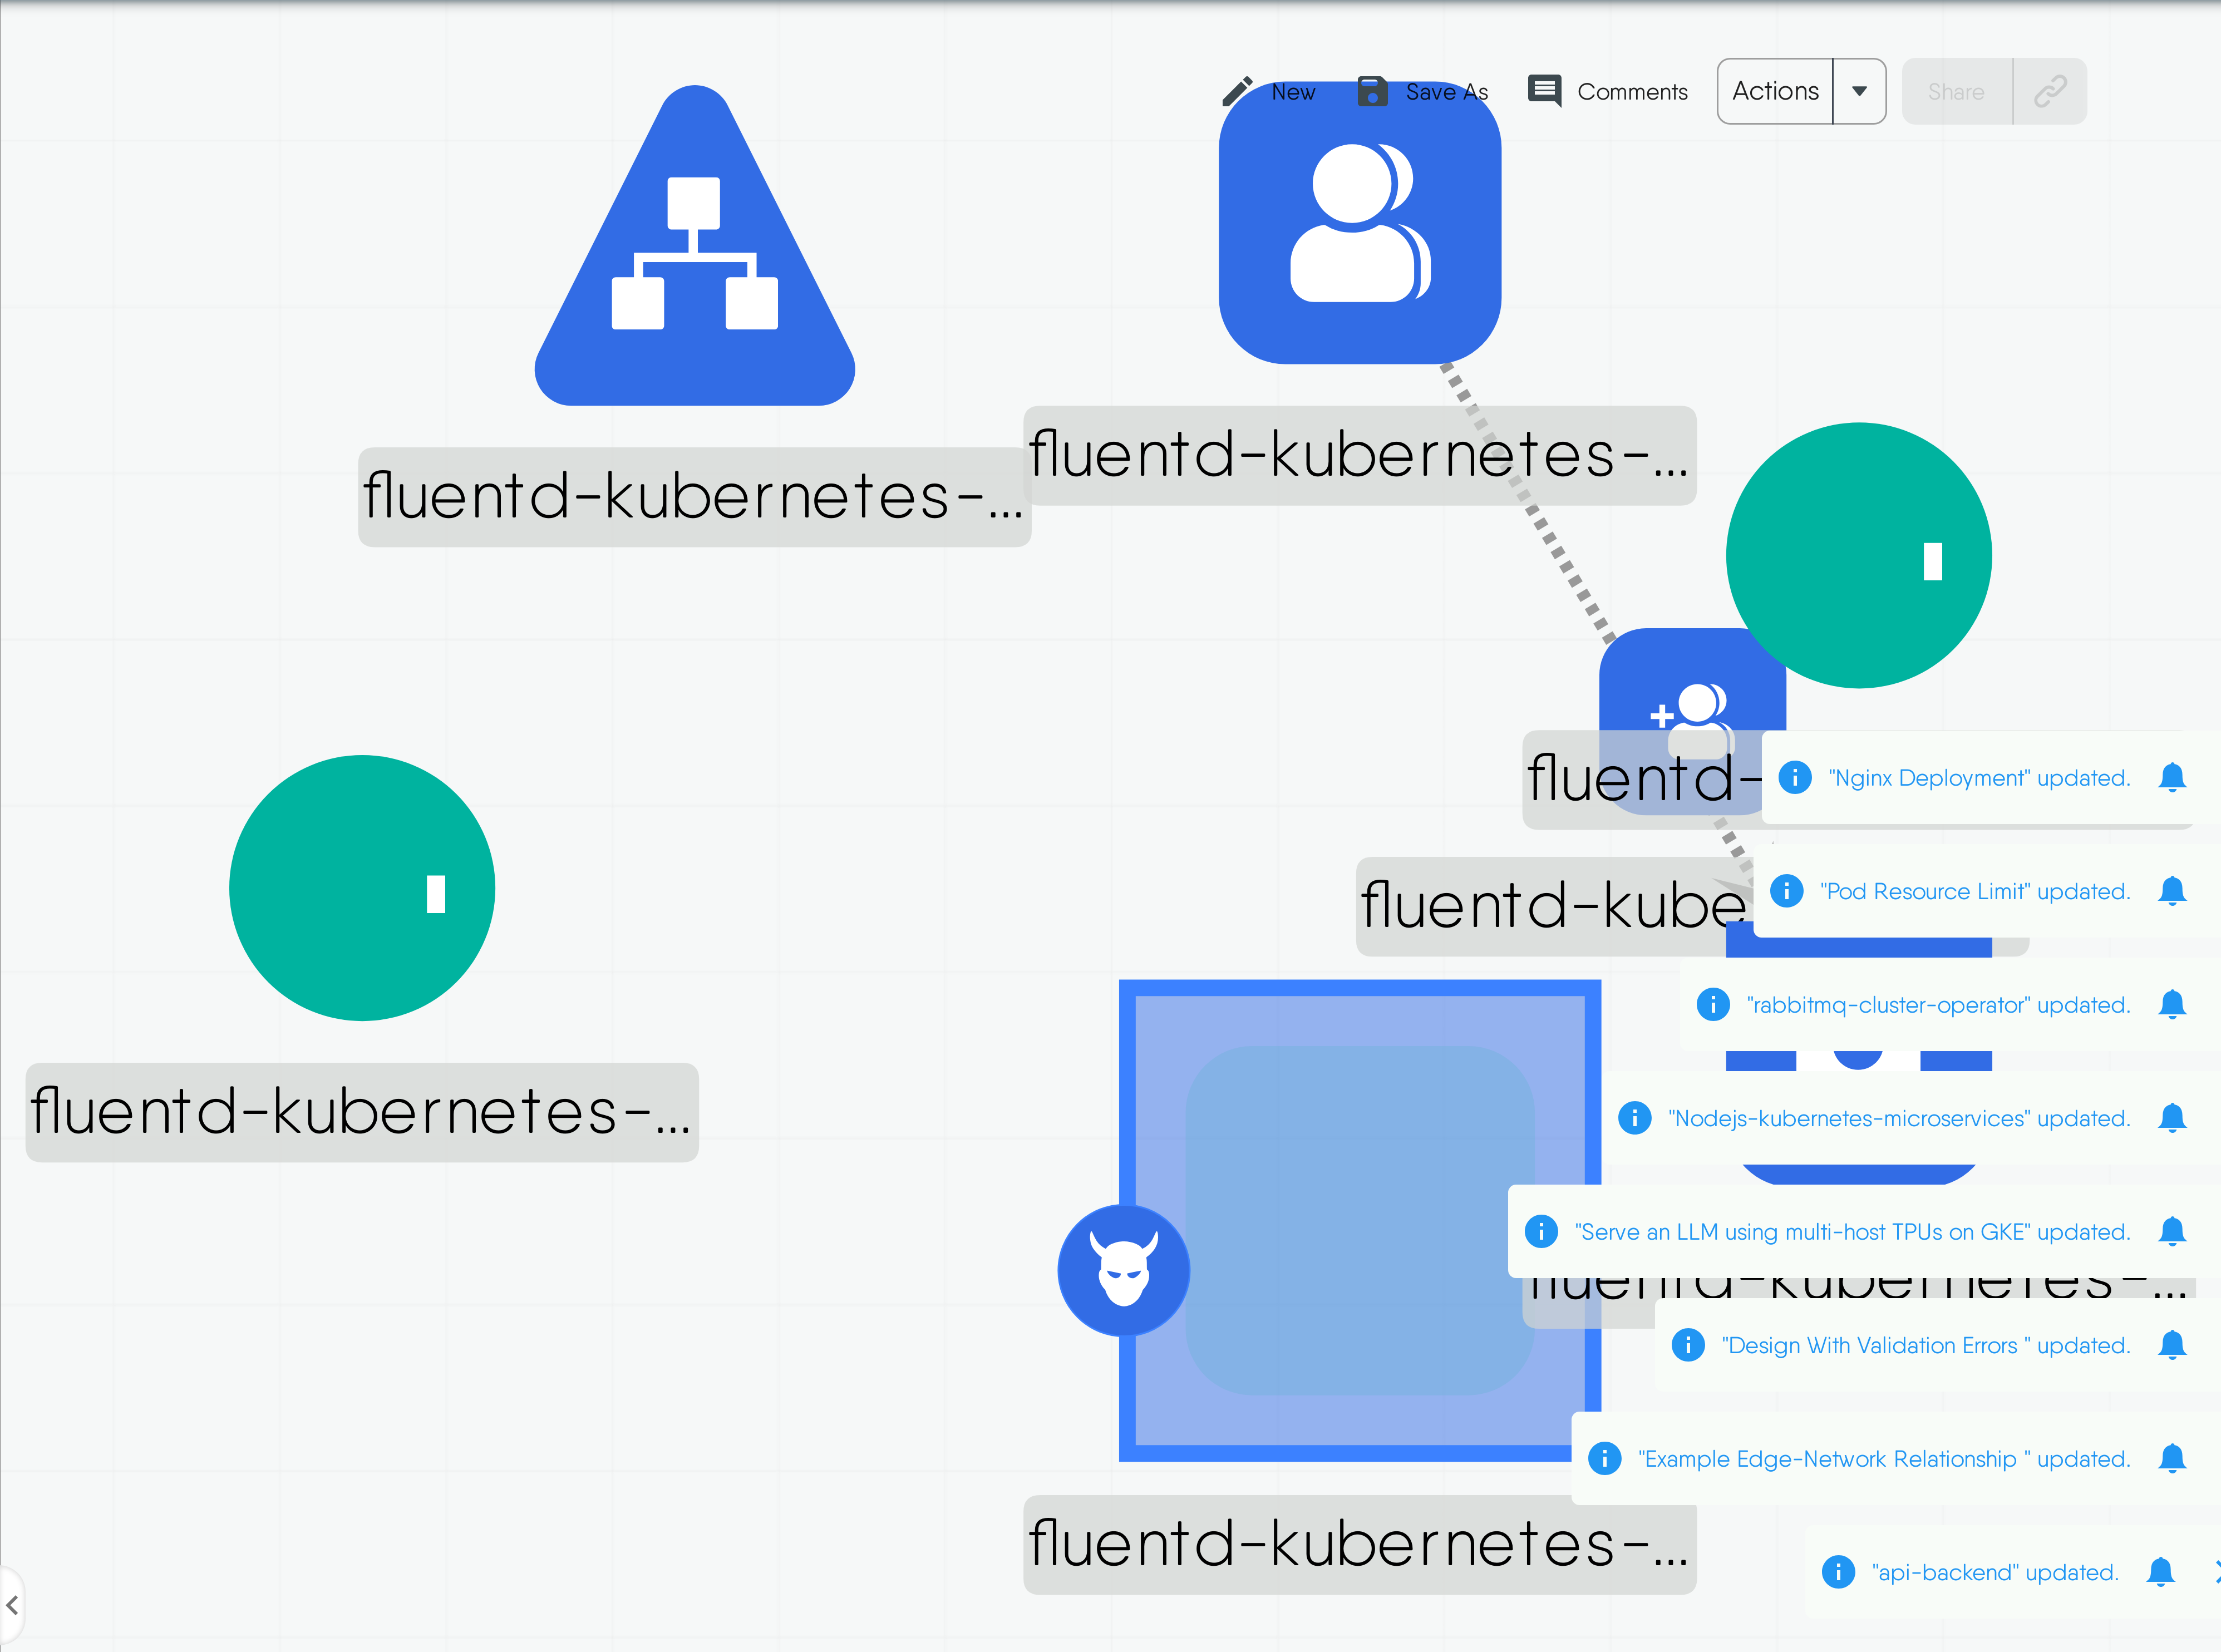 New
Save As
Comments
Actions
Share
fluentd-kubernetes-...
fluentd-kubernetes-...
fluentd-
"Nginx Deployment" updated.
fluentd-kube
"Pod Resource Limit" updated.
"rabbitmq-cluster-operator" updated.
fluentd-kubernetes-...
"Nodejs-kubernetes-microservices" updated.
"Serve an LLM using multi-host TPUs on GKE" updated.
fluentd-kubernetes-...
"Design With Validation Errors " updated.
"Example Edge-Network Relationship " updated.
fluentd-kubernetes-...
"api-backend" updated.